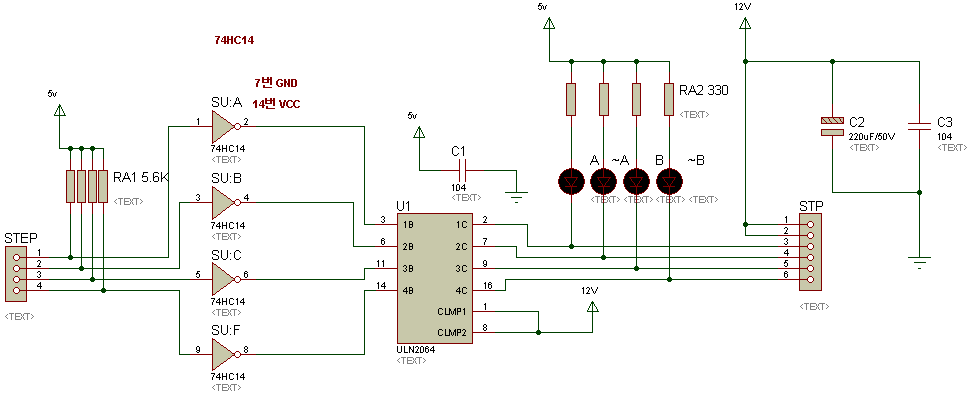 5v
12V
74HC14
7번 GND
14번 VCC
5v
SU:A
1
2
74HC14
<TEXT>
RA1 5.6K
<TEXT>
SU:B
3
4
74HC14
<TEXT>
SU:C
5
6
74HC14
<TEXT>
SU:F
9
8
74HC14
<TEXT>
STEP
1
2
3
4
<TEXT>
5v
C1
104
<TEXT>
RA2 330
<TEXT>
A
~A
B
~B
<TEXT>
<TEXT>
<TEXT>
<TEXT>
U1
3
1B
1C
2
6
2B
2C
7
11
3B
3C
9
14
4B
4C
16
CLMP1
1
CLMP2
8
ULN2064
<TEXT>
12V
C2
220uF/50V
<TEXT>
C3
104
<TEXT>
STP
1
2
3
4
5
6
<TEXT>